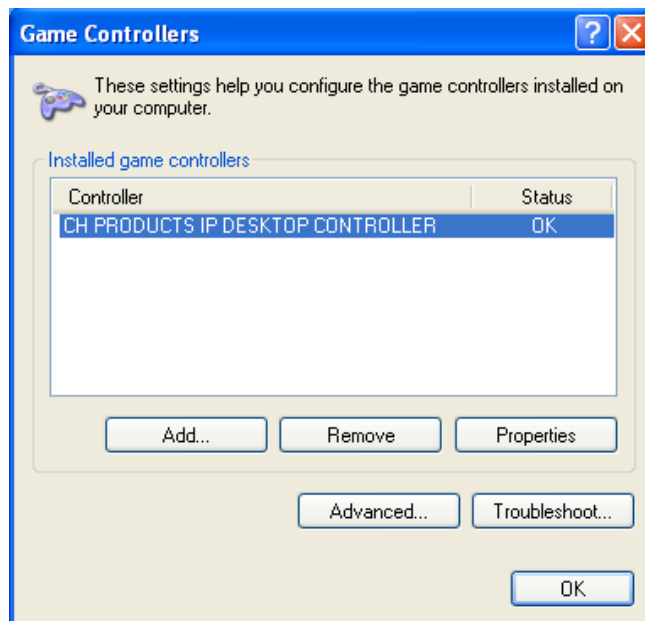 Game Controllers
?
These settings help you configure the game controllers installed on
your computer.
Installed game controllers
Controller Status
CH PRODUCTS IP DESKTOP CONTROLLER OK
Add... Remove Properties
Advanced... Troubleshoot...
OK